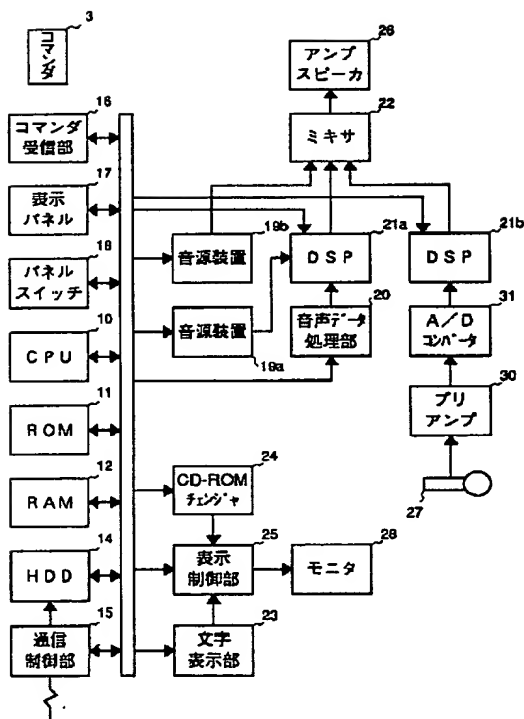 3
コマンダ
16
コマンダ
受信部
17
表示
パネル
18
パネル
スイッチ
10
CPU
11
ROM
12
RAM
14
HDD
15
通信
制御部
26
アンプ
スピーカ
22
ミキサ
19b
音源装置
21a
DSP
21b
DSP
音源装置
19a
20
音声データ
処理部
31
A/D
コンバータ
30
プリ
アンプ
27
24
CD-ROM
チェンジャ
25
表示
制御部
28
モニタ
23
文字
表示部